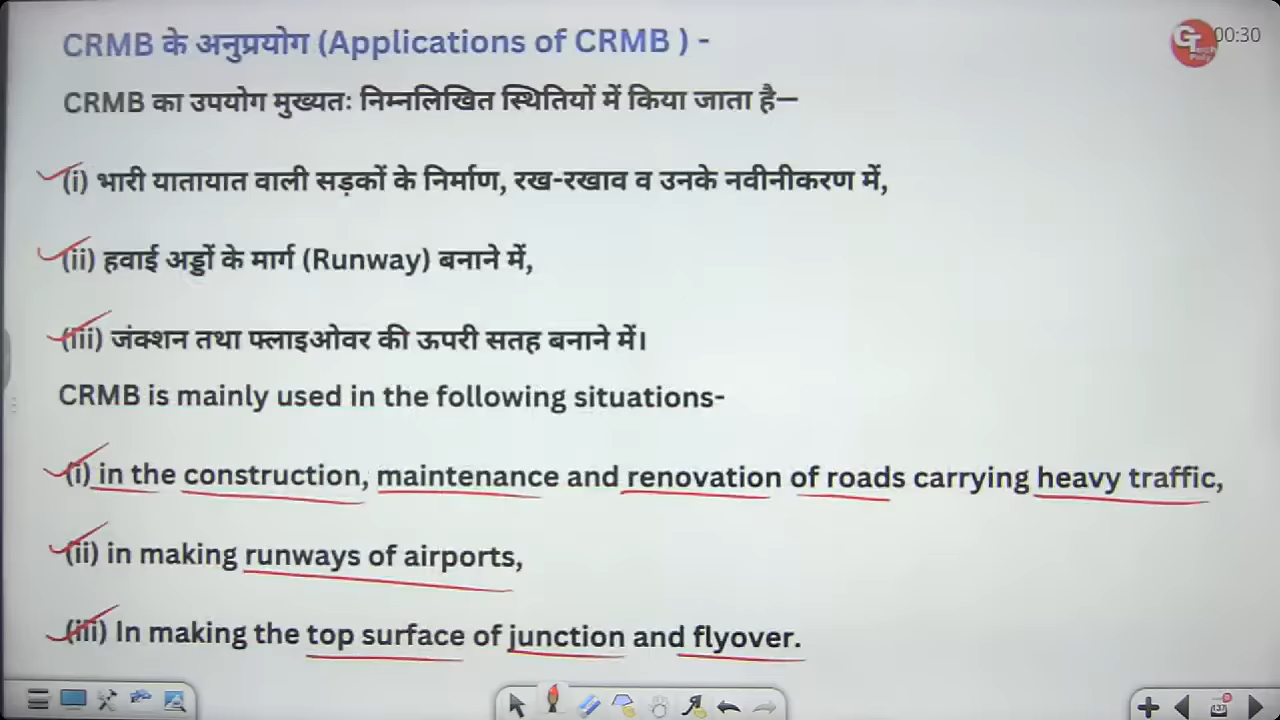 CRMB के अनुप्रयोग (Applications of CRMB ) -
00:30
GT
Tech
Poly
CRMB का उपयोग मुख्यतः निम्नलिखित स्थितियों में किया जाता है—
(i) भारी यातायात वाली सड़कों के निर्माण, रख-रखाव व उनके नवीनीकरण में,
(ii) हवाई अड्डों के मार्ग (Runway) बनाने में,
(iii) जंक्शन तथा फ्लाइओवर की ऊपरी सतह बनाने में।
CRMB is mainly used in the following situations-
(i) in the construction, maintenance and renovation of roads carrying heavy traffic,
(ii) in making runways of airports,
(iii) In making the top surface of junction and flyover.